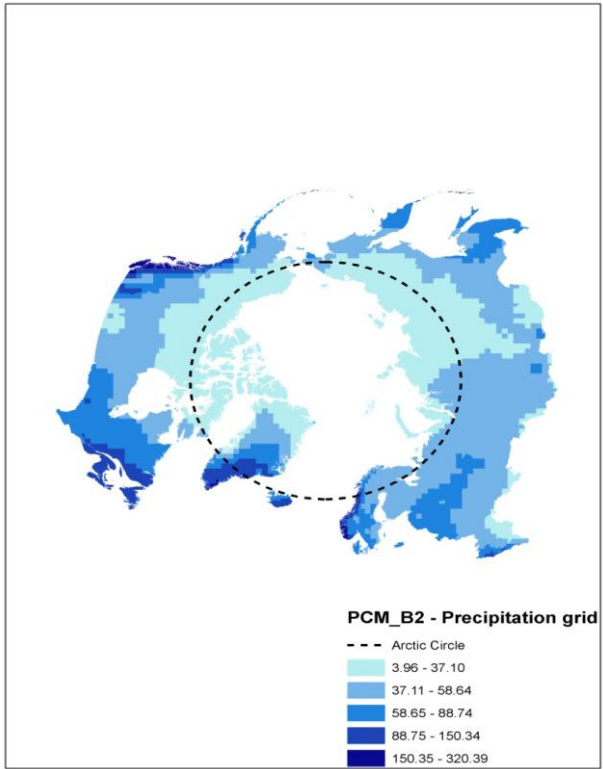 PCM_B2 - Precipitation grid
Arctic Circle
3.96 - 37.10
37.11 - 58.64
58.65 - 88.74
88.75 - 150.34
150.35 - 320.39